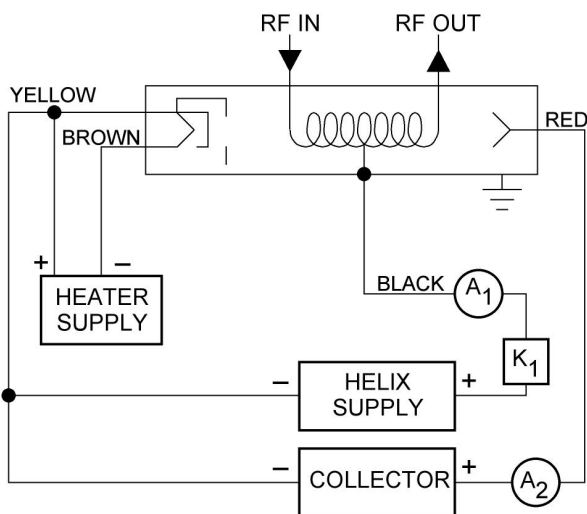 RF IN
RF OUT
YELLOW
BROWN
RED
+
–
HEATER
SUPPLY
BLACK
A1
K1
–
HELIX
SUPPLY
+
–
COLLECTOR
+
A2